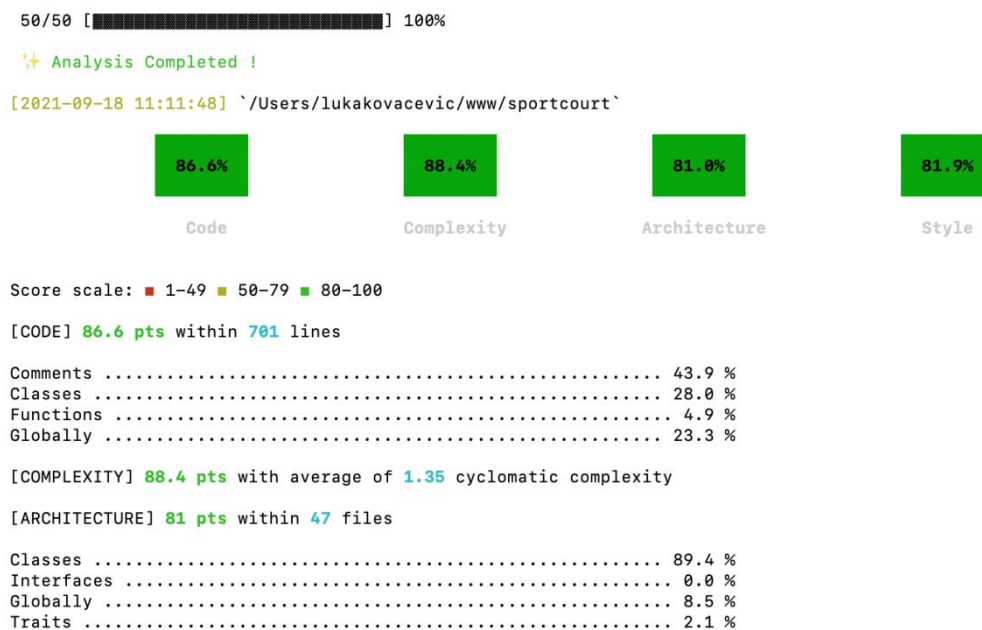 50/50 [▓▓▓▓▓▓▓▓▓▓▓▓▓▓▓▓▓▓▓▓▓▓▓▓▓▓▓▓] 100%
✨ Analysis Completed !
[2021-09-18 11:11:48] `/Users/lukakovacevic/www/sportcourt`
86.6% 88.4% 81.0% 81.9%
Code Complexity Architecture Style
Score scale: ■ 1-49 ■ 50-79 ■ 80-100
[CODE] 86.6 pts within 701 lines
Comments ...................................................... 43.9 %
Classes ....................................................... 28.0 %
Functions ...................................................... 4.9 %
Globally ...................................................... 23.3 %
[COMPLEXITY] 88.4 pts with average of 1.35 cyclomatic complexity
[ARCHITECTURE] 81 pts within 47 files
Classes ....................................................... 89.4 %
Interfaces ..................................................... 0.0 %
Globally ....................................................... 8.5 %
Traits ......................................................... 2.1 %